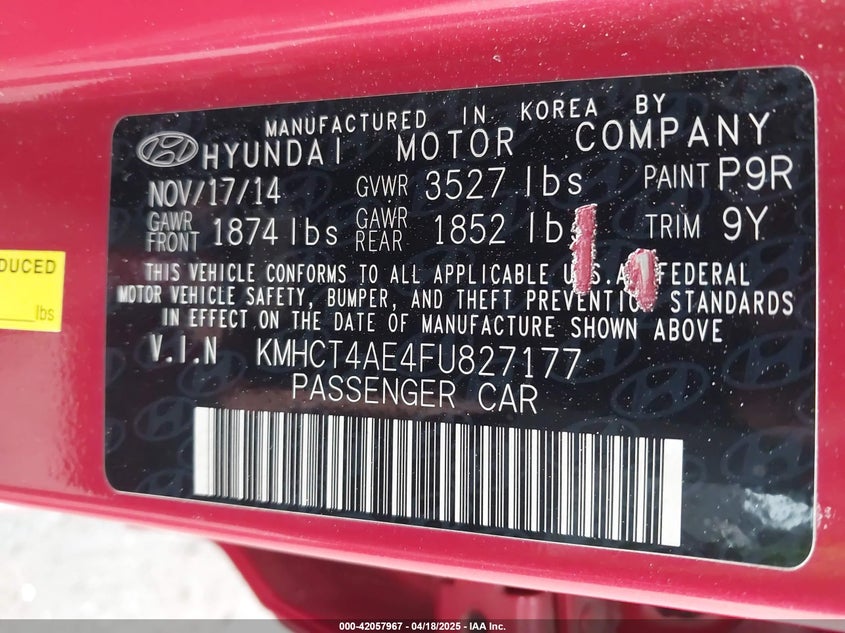 MANUFACTURED IN KOREA BY
HYUNDAI MOTOR COMPANY
NOV/17/14 GVWR 3527 lbs PAINT P9R
GAWR FRONT 1874 lbs GAWR REAR 1852 lbs TRIM 9Y
THIS VEHICLE CONFORMS TO ALL APPLICABLE U.S.A. FEDERAL
MOTOR VEHICLE SAFETY, BUMPER, AND THEFT PREVENTION STANDARDS
IN EFFECT ON THE DATE OF MANUFACTURE SHOWN ABOVE
V.I.N KMHCT4AE4FU827177
PASSENGER CAR
DUCED
lbs
000-42057967 - 04/18/2025 - IAA Inc.